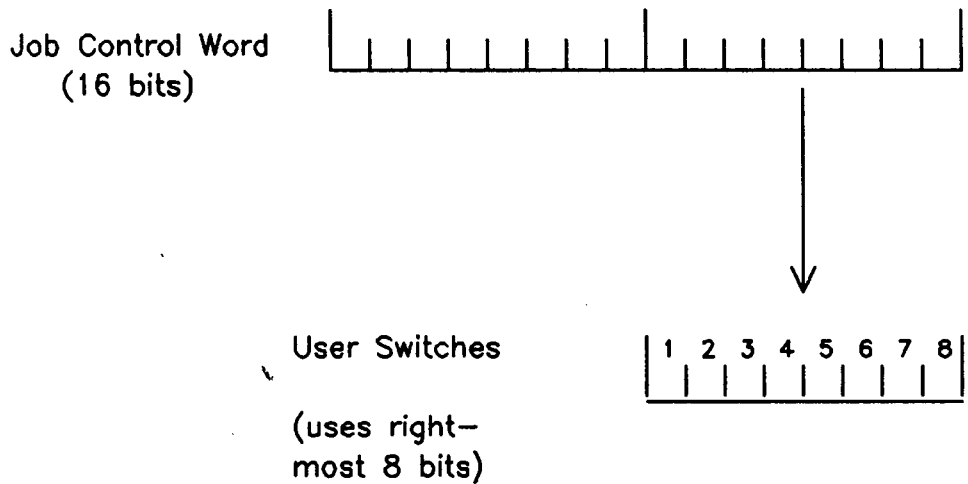 Job Control Word
(16 bits)
User Switches
1 2 3 4 5 6 7 8
(uses right–
most 8 bits)